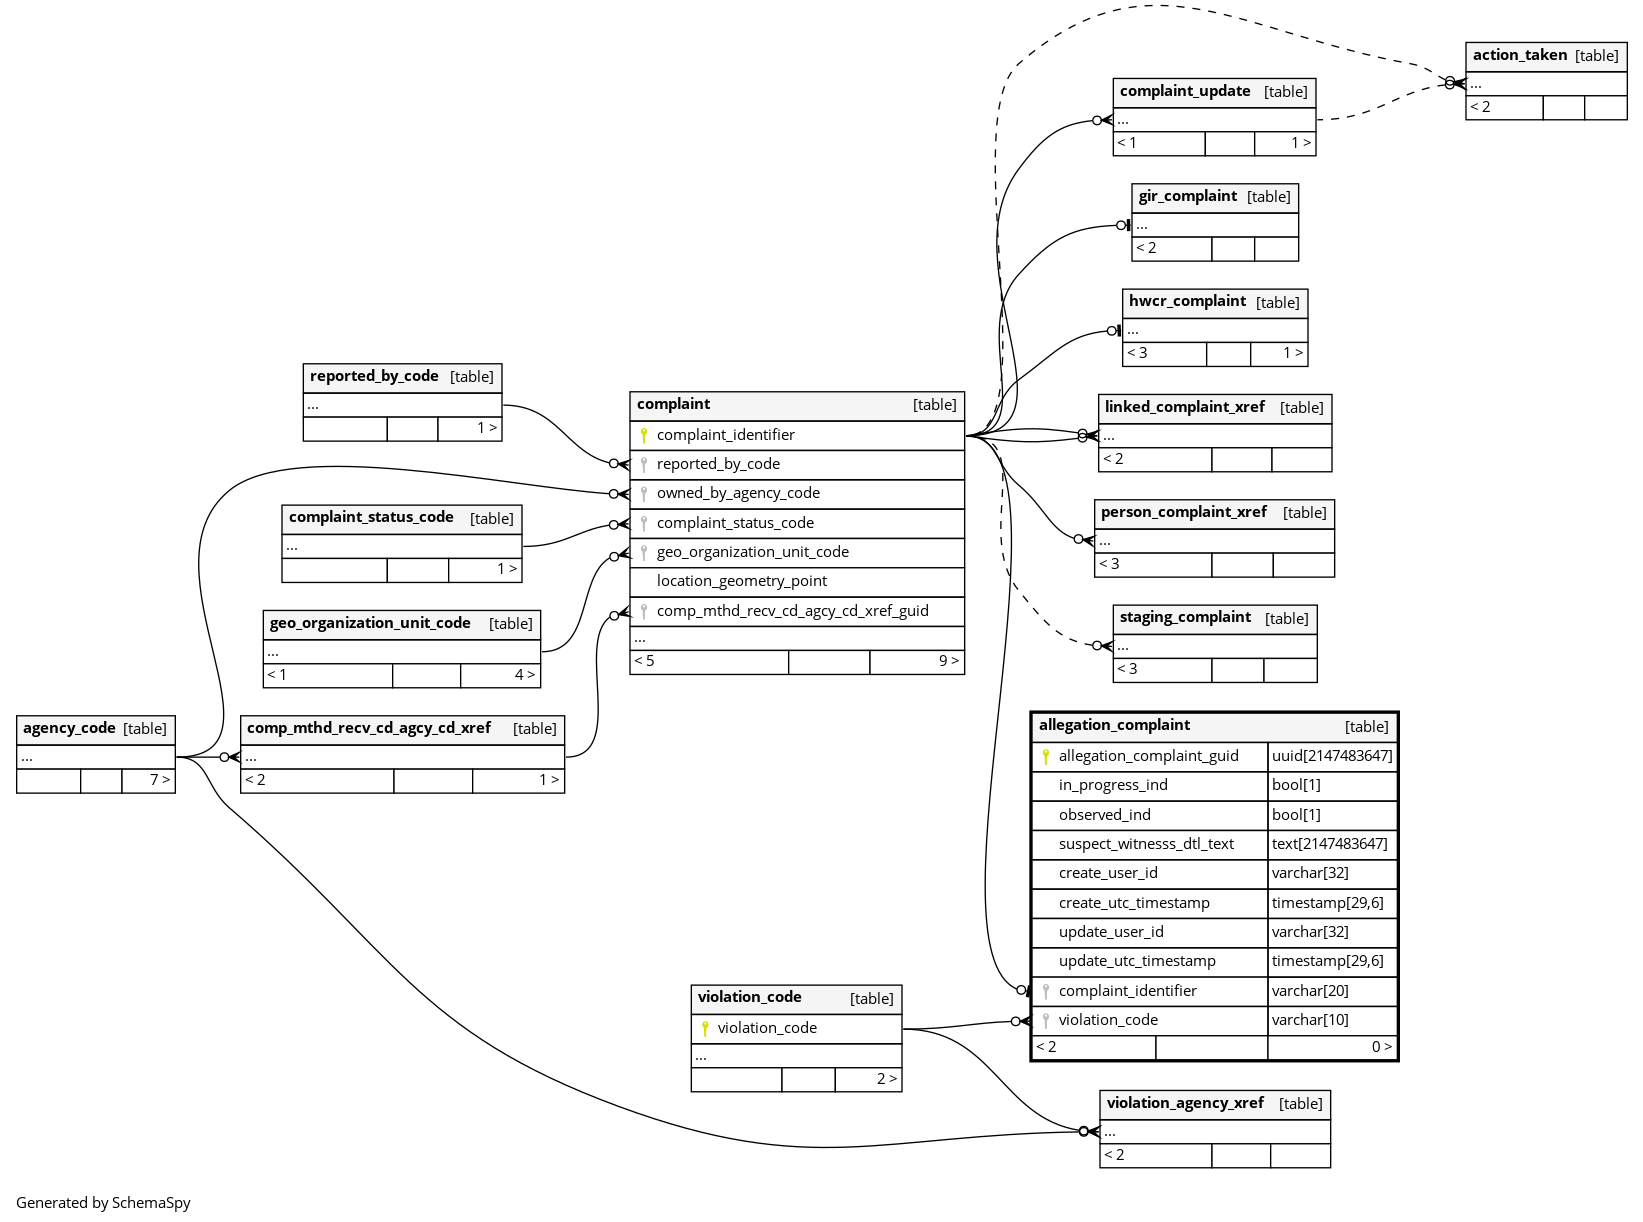 action_taken [table]
...
< 2
complaint_update [table]
...
< 1 1 >
gir_complaint [table]
...
< 2
hwcr_complaint [table]
...
< 3 1 >
reported_by_code [table]
...
1 >
complaint [table]
complaint_identifier
reported_by_code
owned_by_agency_code
complaint_status_code
geo_organization_unit_code
location_geometry_point
comp_mthd_recv_cd_agcy_cd_xref_guid
...
< 5 9 >
linked_complaint_xref [table]
...
< 2
complaint_status_code [table]
...
1 >
person_complaint_xref [table]
...
< 3
geo_organization_unit_code [table]
...
< 1 4 >
staging_complaint [table]
...
< 3
agency_code [table]
...
7 >
comp_mthd_recv_cd_agcy_cd_xref [table]
...
< 2 1 >
allegation_complaint [table]
allegation_complaint_guid uuid[2147483647]
in_progress_ind bool[1]
observed_ind bool[1]
suspect_witnesss_dtl_text text[2147483647]
create_user_id varchar[32]
create_utc_timestamp timestamp[29,6]
update_user_id varchar[32]
update_utc_timestamp timestamp[29,6]
complaint_identifier varchar[20]
violation_code varchar[10]
< 2 0 >
violation_code [table]
violation_code
...
2 >
violation_agency_xref [table]
...
< 2
Generated by SchemaSpy